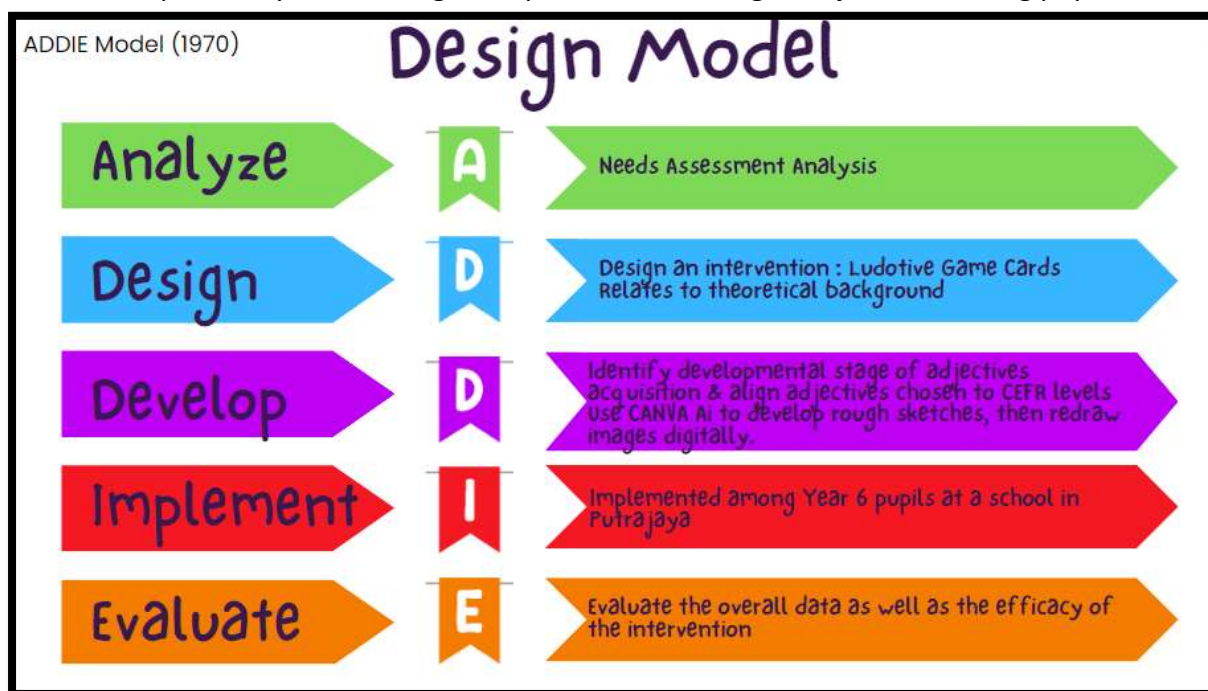 ADDIE Model (1970)
Design Model
Analyze
A
Needs Assessment Analysis
Design
D
Design an intervention : Ludotive Game Cards
Relates to theoretical background
Develop
D
Identify developmental stage of adjectives
acquisition & align adjectives chosen to CEFR levels
use CANVA Ai to develop rough sketches, then redraw
images digitally.
Implement
I
Implemented among Year 6 pupils at a school in
Putrajaya
Evaluate
E
Evaluate the overall data as well as the efficacy of
the intervention